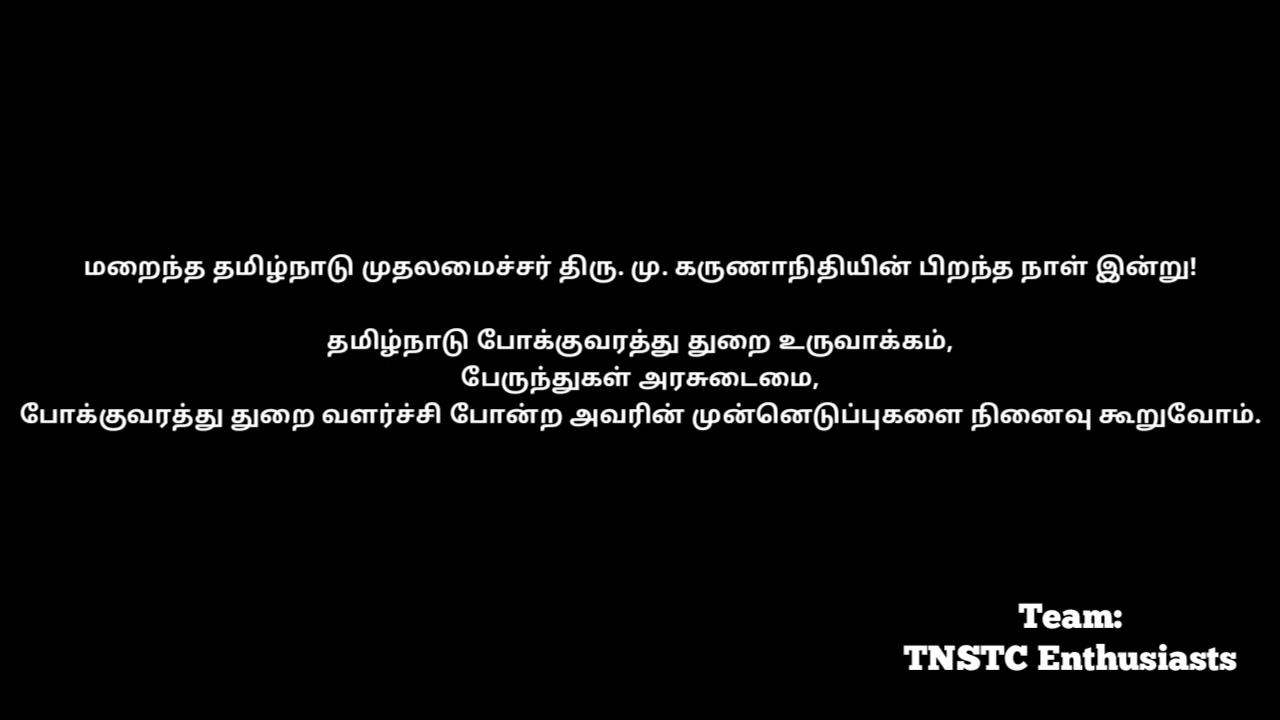 மறைந்த தமிழ்நாடு முதலமைச்சர் திரு. மு. கருணாநிதியின் பிறந்த நாள் இன்று!
தமிழ்நாடு போக்குவரத்து துறை உருவாக்கம்,
பேருந்துகள் அரசுடைமை,
போக்குவரத்து துறை வளர்ச்சி போன்ற அவரின் முன்னெடுப்புகளை நினைவு கூறுவோம்.
Team:
TNSTC Enthusiasts